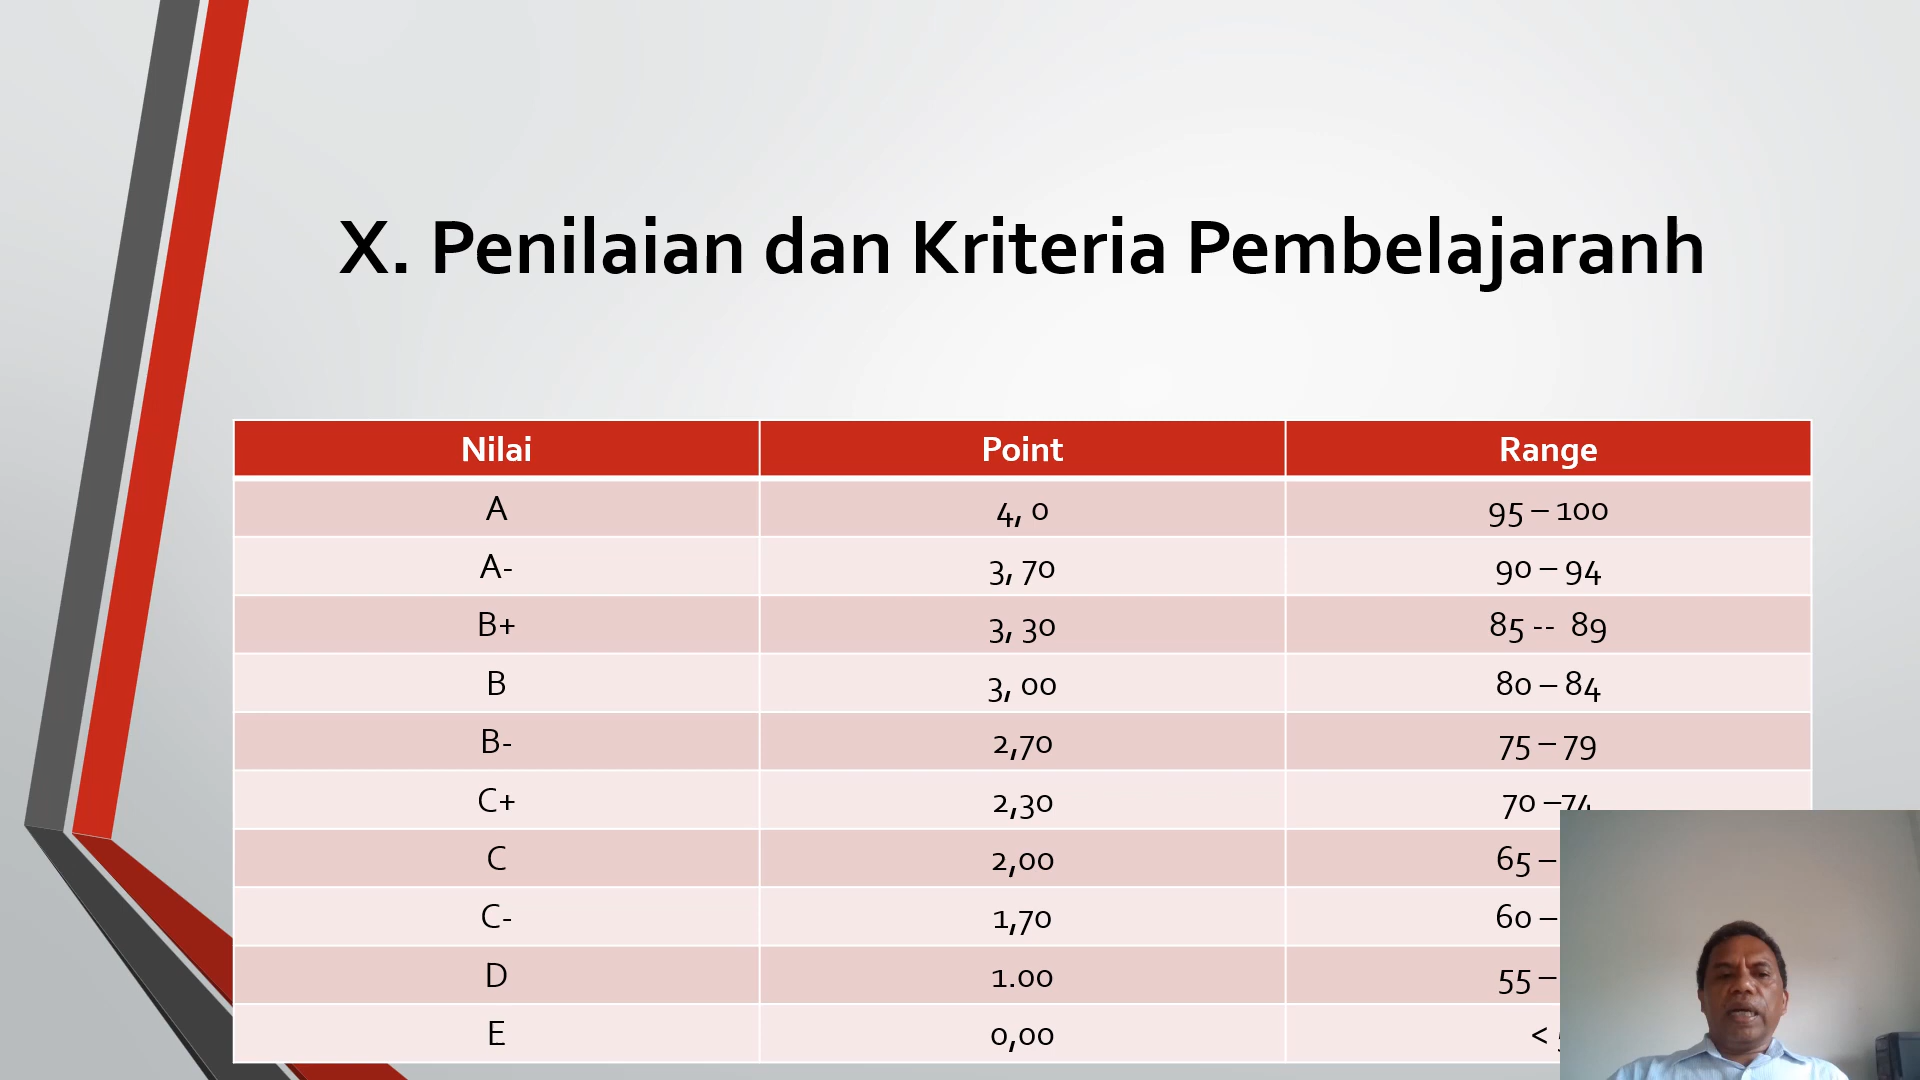 X. Penilaian dan Kriteria Pembelajaranh
Nilai Point Range
A 4, 0 95 – 100
A- 3, 70 90 – 94
B+ 3, 30 85 -- 89
B 3, 00 80 – 84
B- 2,70 75 – 79
C+ 2,30 70 –74
C 2,00 65 –
C- 1,70 60 –
D 1.00 55 –
E 0,00 <